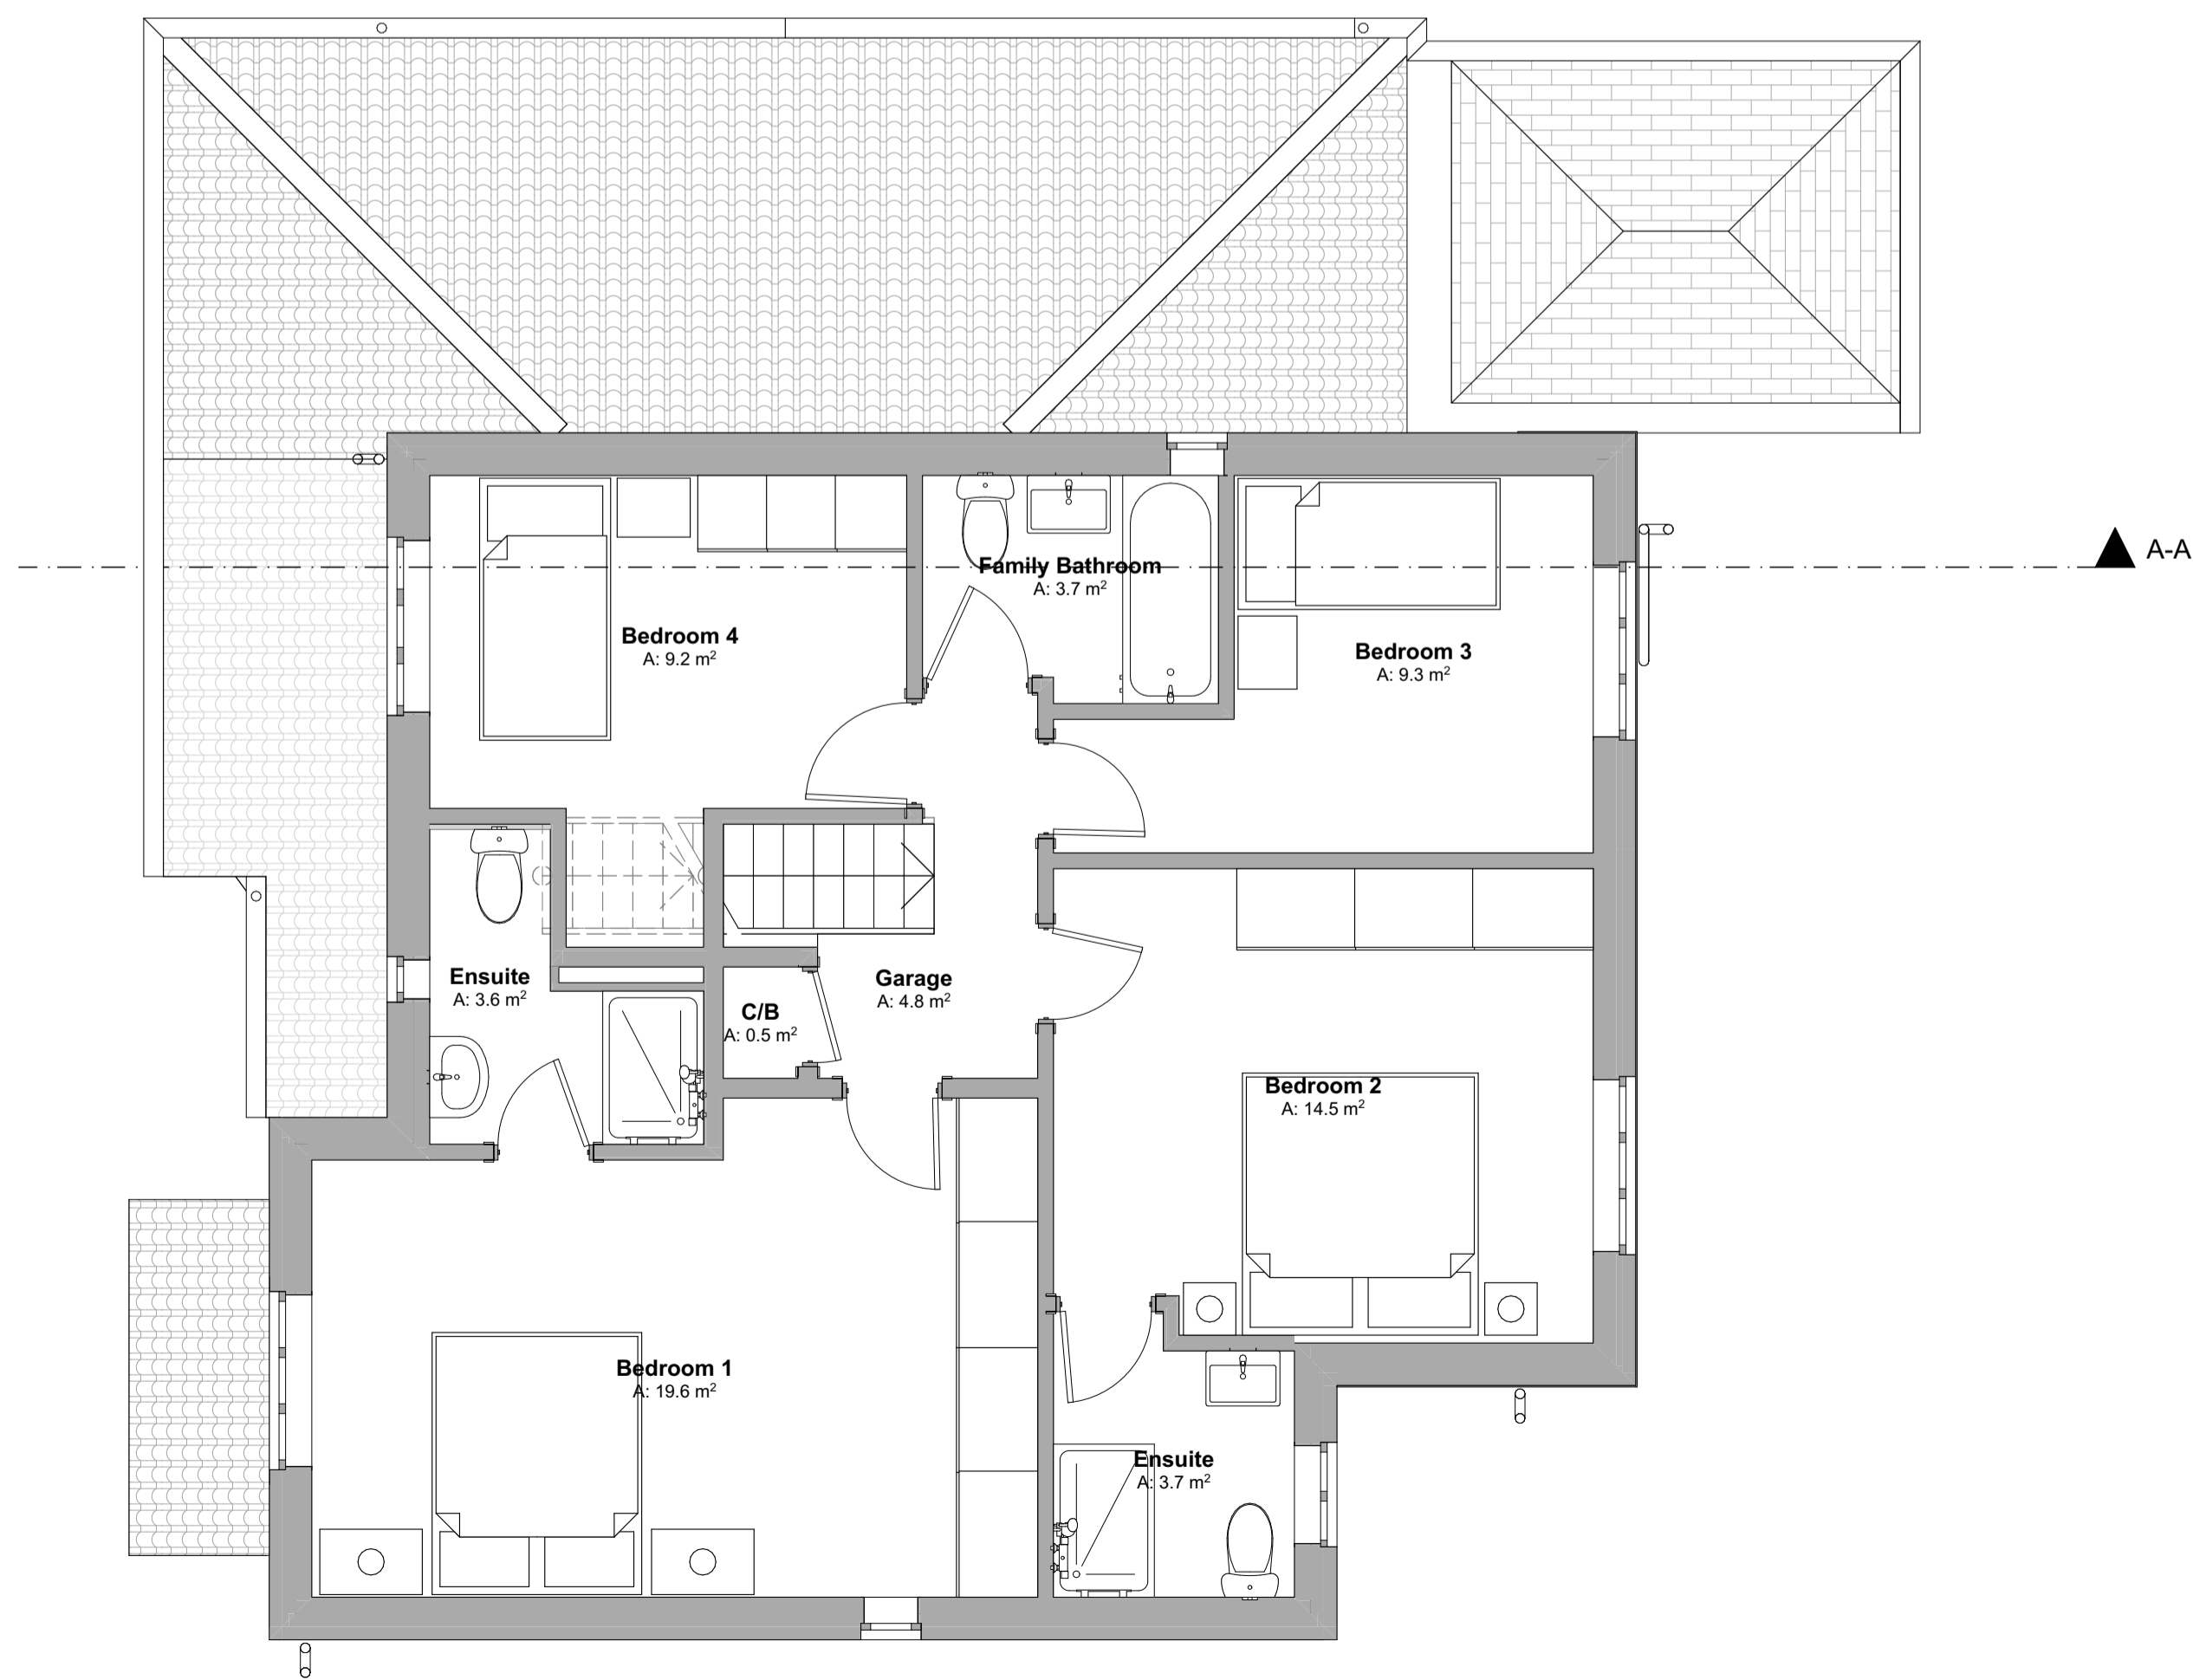 A-A
Family Bathroom
A: 3.7 m²
Bedroom 4
A: 9.2 m²
Bedroom 3
A: 9.3 m²
Ensuite
A: 3.6 m²
Garage
A: 4.8 m²
C/B
A: 0.5 m²
Bedroom 2
A: 14.5 m²
Bedroom 1
A: 19.6 m²
Ensuite
A: 3.7 m²